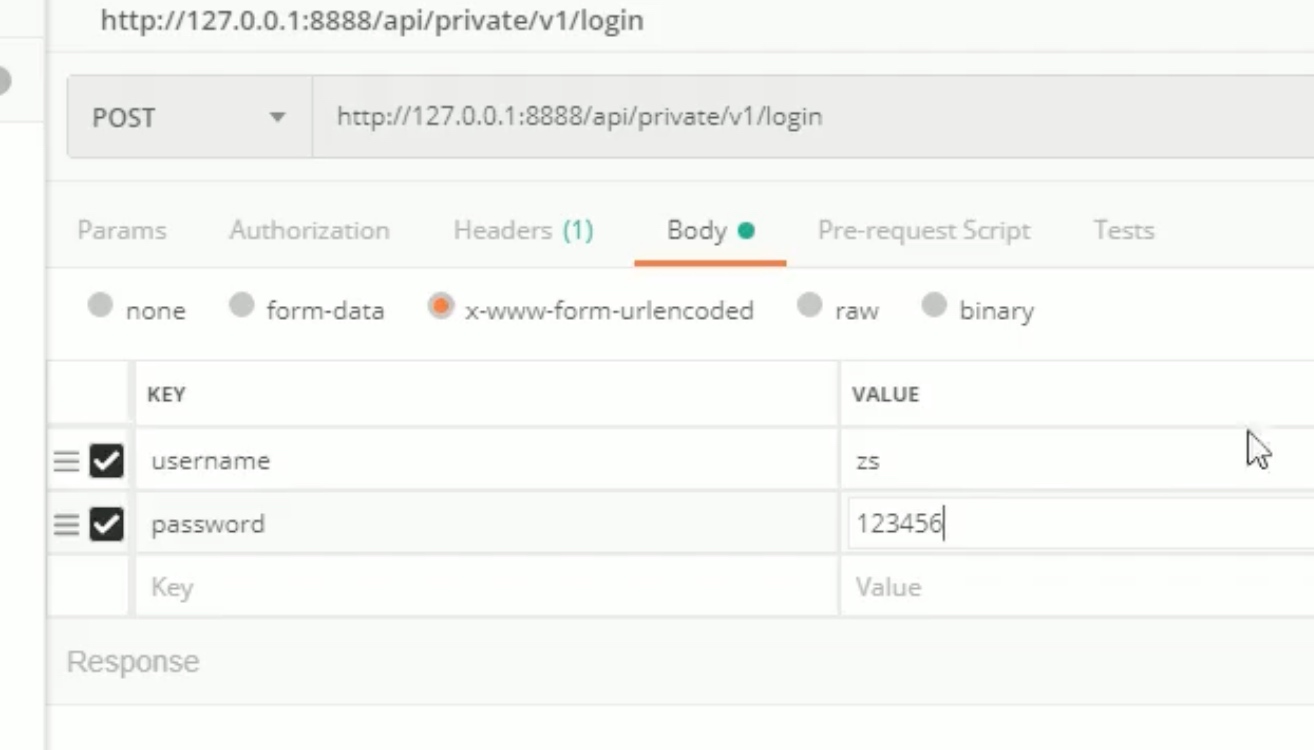 http://127.0.0.1:8888/api/private/v1/login
POST http://127.0.0.1:8888/api/private/v1/login
Params Authorization Headers (1) Body Pre-request Script Tests
none form-data x-www-form-urlencoded raw binary
KEY VALUE
username zs
password 123456
Key Value
Response